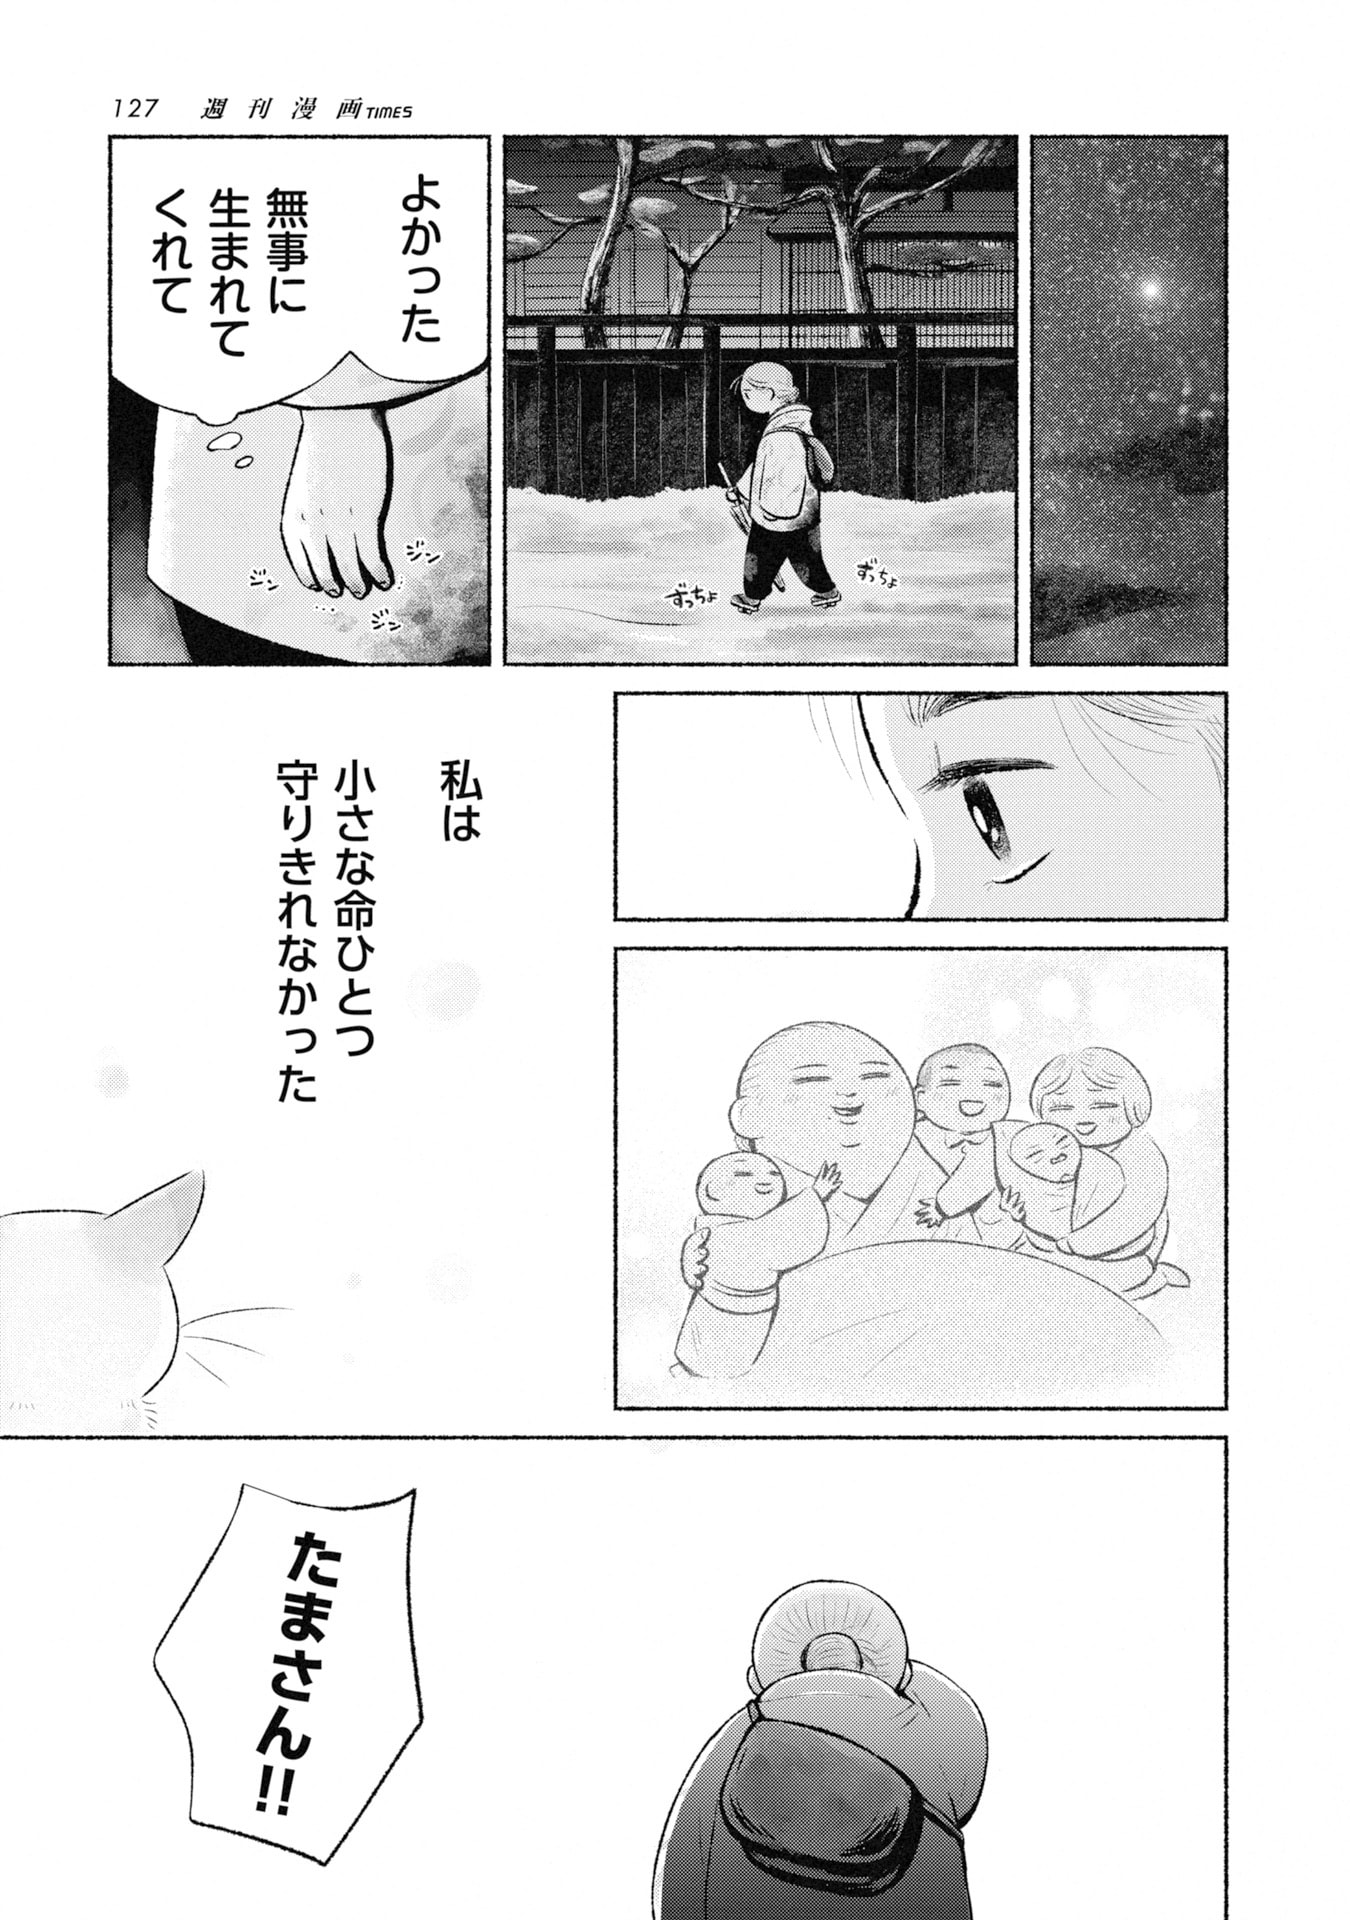 127 週刊漫画TIMES
ずっちょ
ずっちょ
よかった
無事に
生まれて
くれて
ジン
ジン
ジン
私は
小さな命ひとつ
守りきれなかった
たまさん!!